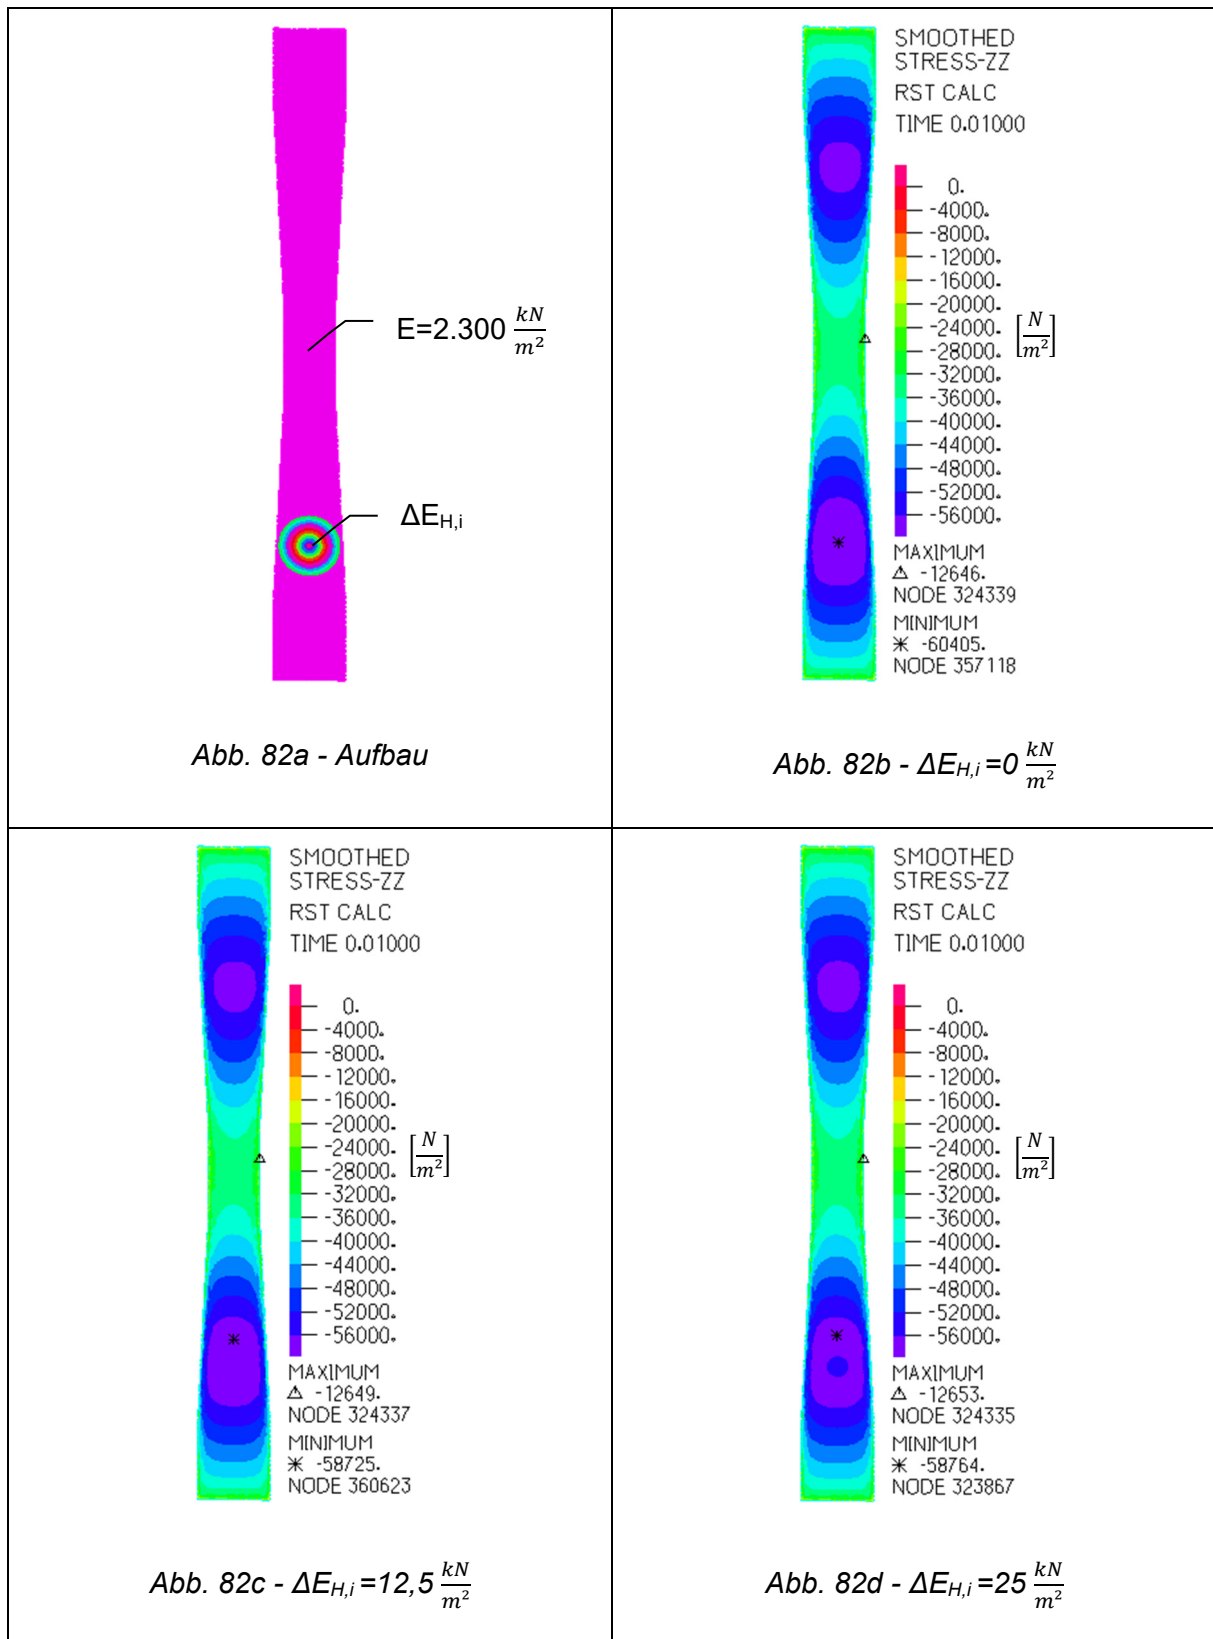 E=2.300 kN/m²
ΔE_H,i
Abb. 82a - Aufbau
SMOOTHED
STRESS-ZZ
RST CALC
TIME 0.01000
0.
-4000.
-8000.
-12000.
-16000.
-20000.
-24000.
-28000.
-32000.
-36000.
-40000.
-44000.
-48000.
-52000.
-56000.
[N/m²]
MAXIMUM
△ -12646.
NODE 324339
MINIMUM
✳ -60405.
NODE 357118
Abb. 82b - ΔE_H,i =0 kN/m²
SMOOTHED
STRESS-ZZ
RST CALC
TIME 0.01000
0.
-4000.
-8000.
-12000.
-16000.
-20000.
-24000.
-28000.
-32000.
-36000.
-40000.
-44000.
-48000.
-52000.
-56000.
[N/m²]
MAXIMUM
△ -12649.
NODE 324337
MINIMUM
✳ -58725.
NODE 360623
Abb. 82c - ΔE_H,i =12,5 kN/m²
SMOOTHED
STRESS-ZZ
RST CALC
TIME 0.01000
0.
-4000.
-8000.
-12000.
-16000.
-20000.
-24000.
-28000.
-32000.
-36000.
-40000.
-44000.
-48000.
-52000.
-56000.
[N/m²]
MAXIMUM
△ -12653.
NODE 324335
MINIMUM
✳ -58764.
NODE 323867
Abb. 82d - ΔE_H,i =25 kN/m²